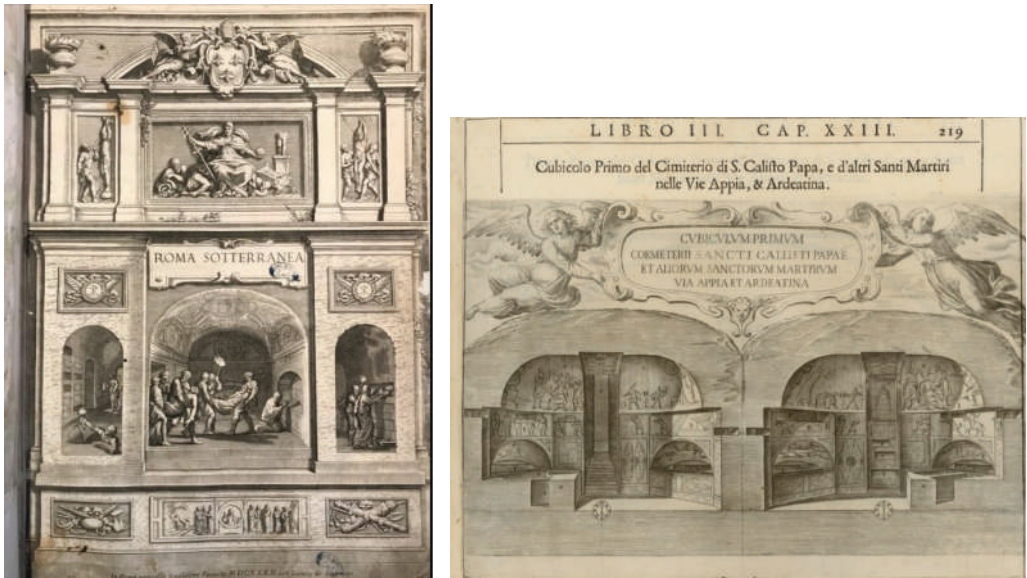 ROMA SOTTERRANEA
LIBRO III. CAP. XXIII. 219
Cubicolo Primo del Cimiterio di S. Calisto Papa, e d'altri Santi Martiri
nelle Vie Appia, & Ardeatina.
CVBICVLVM PRIMVM
COEMETERII SANCTI CALLISTI PAPAE
ET ALIORVM SANCTORVM MARTIRVM
VIA APPIA ET ARDEATINA